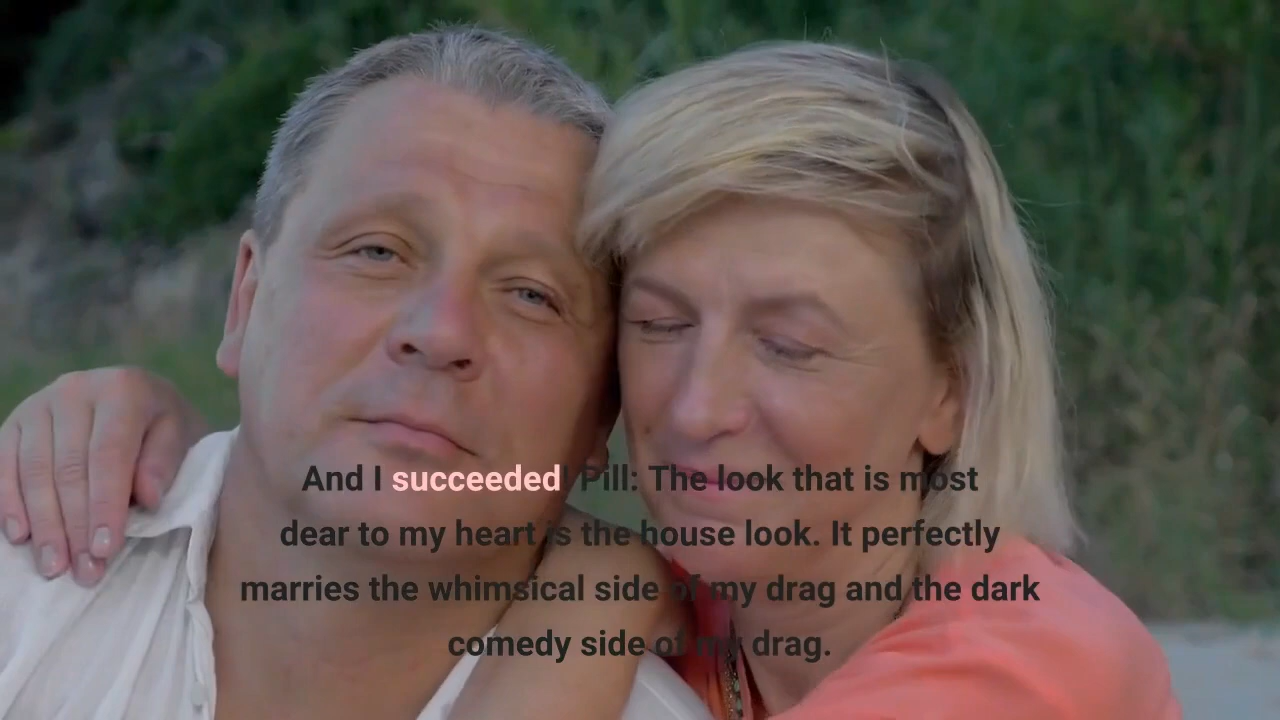 And I succeeded! Pill: The look that is most
dear to my heart is the house look. It perfectly
marries the whimsical side of my drag and the dark
comedy side of my drag.